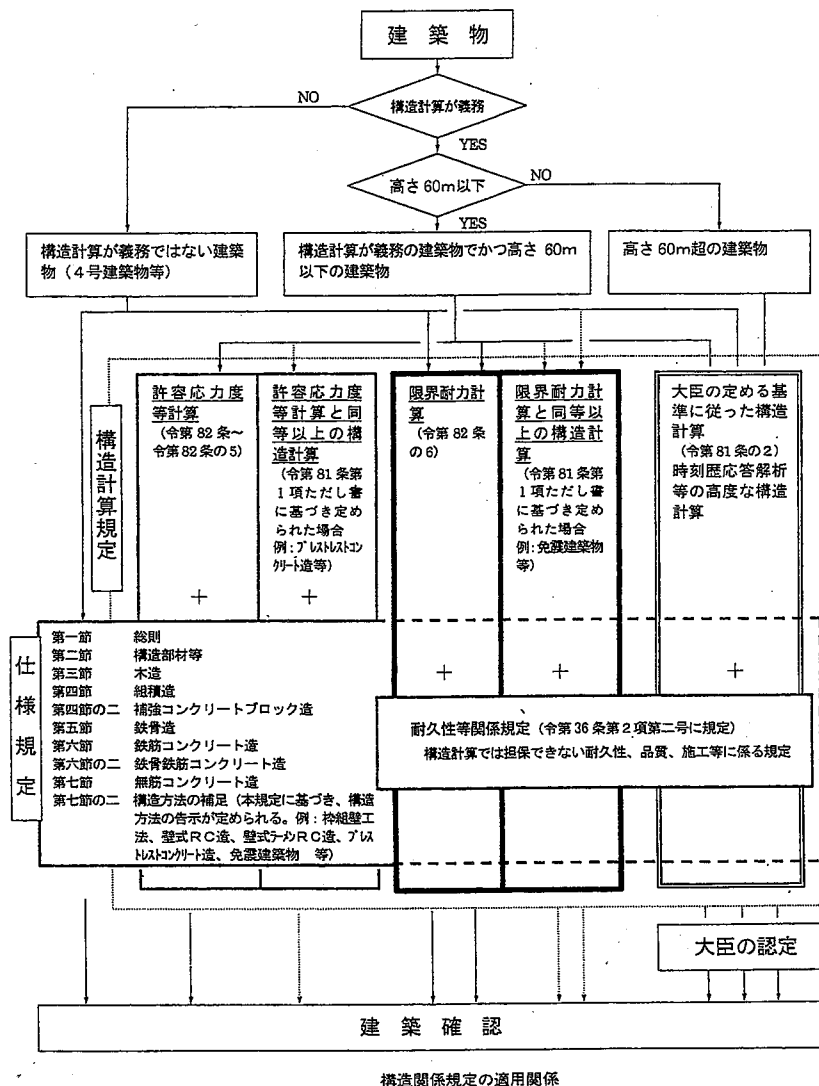 建築物
NO
構造計算が義務
YES
高さ60m以下
NO
YES
構造計算が義務ではない建築
物（4号建築物等）
構造計算が義務の建築物でかつ高さ 60m
以下の建築物
高さ 60m超の建築物
構造計算規定
許容応力度
等計算
（令第 82 条～
令第 82 条の5）
＋
許容応力度
等計算と同
等以上の構
造計算
（令第 81 条第
1項ただし書
に基づき定め
られた場合
例：プレストレストコン
クリート造等）
＋
限界耐力計
算
（令第 82 条
の6）
＋
限界耐力計
算と同等以
上の構造計
算
（令第 81 条第
1項ただし書
に基づき定め
られた場合
例：免震建築物
等）
＋
大臣の定める基
準に従った構造
計算
（令第 81 条の2）
時刻歴応答解析
等の高度な構造
計算
＋
仕様規定
第一節 総則
第二節 構造部材等
第三節 木造
第四節 組積造
第四節の二 補強コンクリートブロック造
第五節 鉄骨造
第六節 鉄筋コンクリート造
第六節の二 鉄骨鉄筋コンクリート造
第七節 無筋コンクリート造
第七節の二 構造方法の補足（本規定に基づき、構造
方法の告示が定められる。例：枠組壁工
法、壁式ＲＣ造、壁式ラーメンＲＣ造、プレス
トレストコンクリート造、免震建築物 等）
耐久性等関係規定（令第 36 条第2項第二号に規定）
構造計算では担保できない耐久性、品質、施工等に係る規定
大臣の認定
建築確認
構造関係規定の適用関係